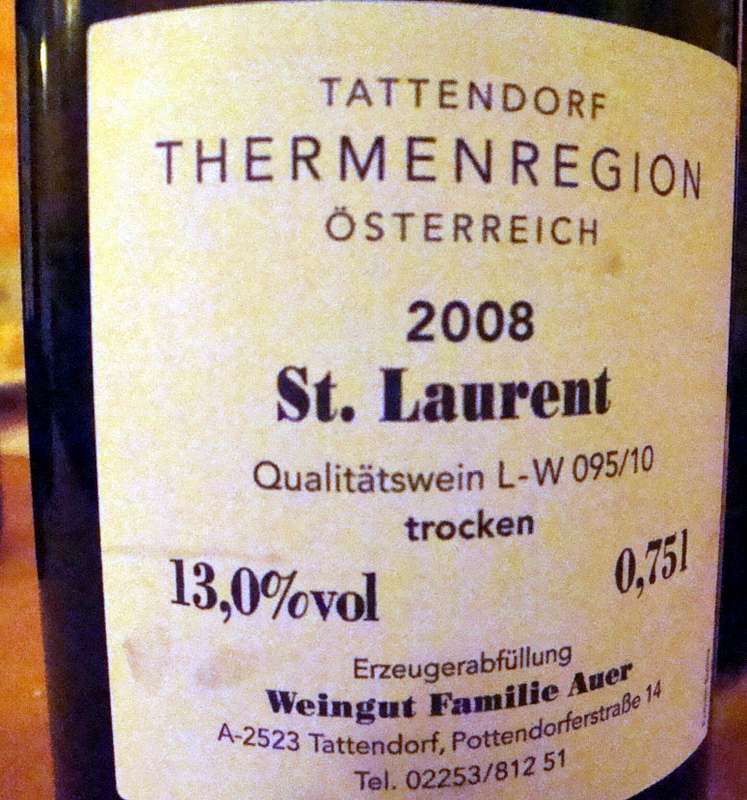 TATTENDORF
THERMENREGION
ÖSTERREICH
2008
St. Laurent
Qualitätswein L-W 095/10
trocken
13,0%vol 0,75l
Erzeugerabfüllung
Weingut Familie Auer
A-2523 Tattendorf, Pottendorferstraße 14
Tel. 02253/812 51